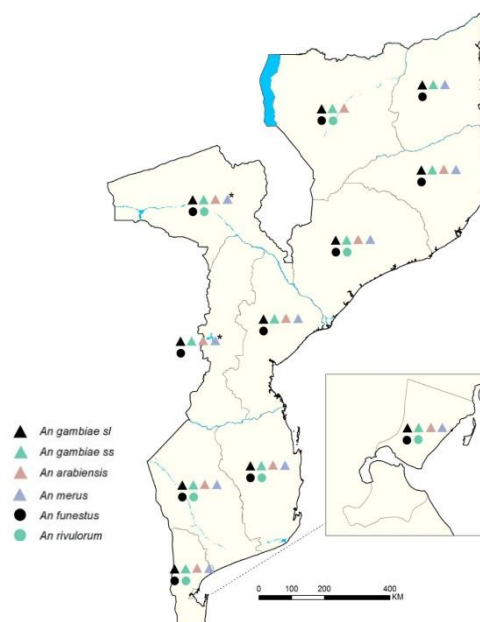 *
*
An gambiae sl
An gambiae ss
An arabiensis
An merus
An funestus
An rivulorum
0 100 200 400
KM